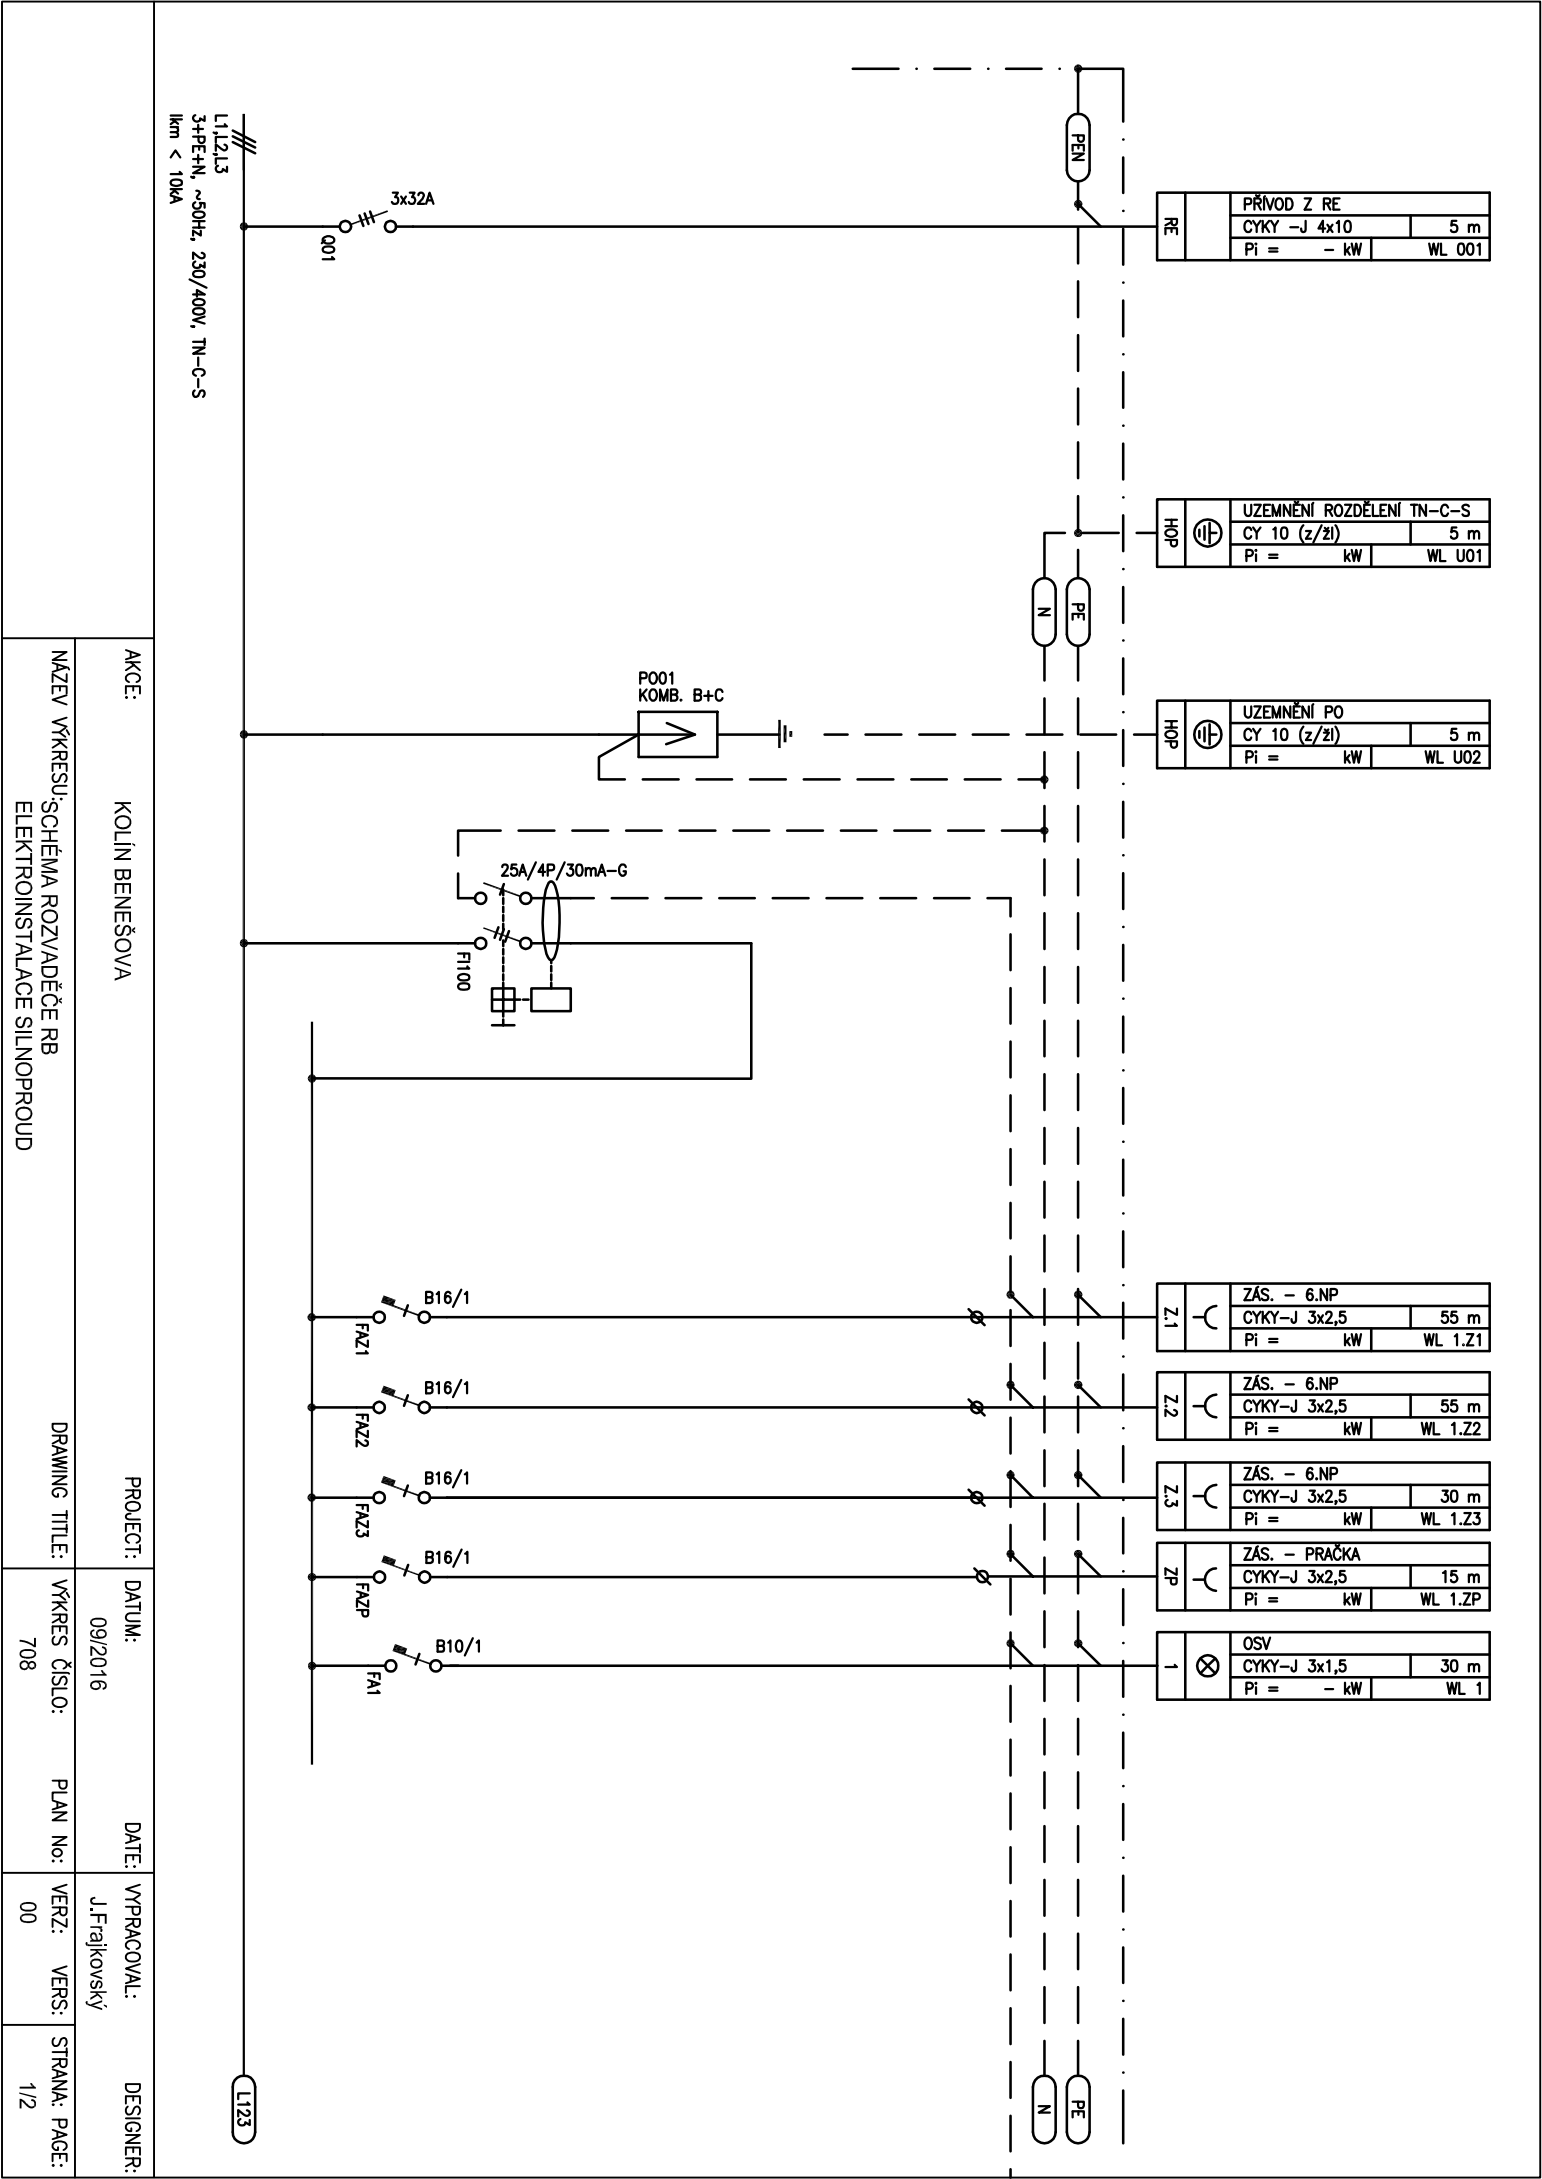 PEN
PŘÍVOD Z RE
CYKY -J 4x10 5 m
Pi = - kW WL 001
RE
3x32A
Q01
L1,L2,L3
3+PE+N, ~50Hz, 230/400V, TN-C-S
Ikm < 10kA
UZEMNĚNÍ ROZDĚLENÍ TN-C-S
CY 10 (z/žl) 5 m
Pi = kW WL U01
HOP
N
PE
P001
KOMB. B+C
UZEMNĚNÍ PO
CY 10 (z/žl) 5 m
Pi = kW WL U02
HOP
25A/4P/30mA-G
FI100
B16/1
FAZ1
ZÁS. - 6.NP
CYKY-J 3x2,5 55 m
Pi = kW WL 1.Z1
Z.1
B16/1
FAZ2
ZÁS. - 6.NP
CYKY-J 3x2,5 55 m
Pi = kW WL 1.Z2
Z.2
B16/1
FAZ3
ZÁS. - 6.NP
CYKY-J 3x2,5 30 m
Pi = kW WL 1.Z3
Z.3
B16/1
FAZP
ZÁS. - PRAČKA
CYKY-J 3x2,5 15 m
Pi = kW WL 1.ZP
ZP
B10/1
FA1
OSV
CYKY-J 3x1,5 30 m
Pi = - kW WL 1
1
L123
N
PE
AKCE: PROJECT:
KOLÍN BENEŠOVA
NÁZEV VÝKRESU: DRAWING TITLE:
SCHÉMA ROZVADĚČE RB
ELEKTROINSTALACE SILNOPROUD
DATUM: DATE:
09/2016
VÝKRES ČÍSLO: PLAN No:
708
VYPRACOVAL: DESIGNER:
J.Frajkovský
VERZ: VERS:
00
STRANA: PAGE:
1/2